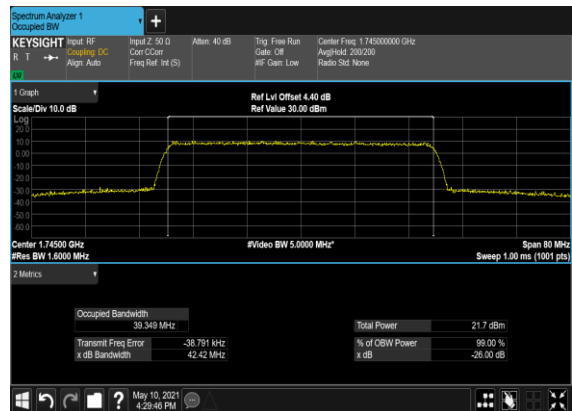 Spectrum Analyzer 1
Occupied BW
+
KEYSIGHT
R T
Input: RF
Coupling: DC
Align: Auto
Input Z: 50 Ω
Corr CCorr
Freq Ref: Int (S)
Atten: 40 dB
Trig: Free Run
Gate: Off
#IF Gain: Low
Center Freq: 1.745000000 GHz
Avg|Hold: 200/200
Radio Std: None
1 Graph
Scale/Div 10.0 dB
Ref Lvl Offset 4.40 dB
Ref Value 30.00 dBm
Log
20.0
10.0
0.00
-10.0
-20.0
-30.0
-40.0
-50.0
-60.0
Center 1.74500 GHz
#Video BW 5.0000 MHz*
Span 80 MHz
#Res BW 1.6000 MHz
Sweep 1.00 ms (1001 pts)
2 Metrics
Occupied Bandwidth
39.349 MHz
Total Power 21.7 dBm
Transmit Freq Error -38.791 kHz
% of OBW Power 99.00 %
x dB Bandwidth 42.42 MHz
x dB -26.00 dB
?
May 10, 2021
4:29:46 PM